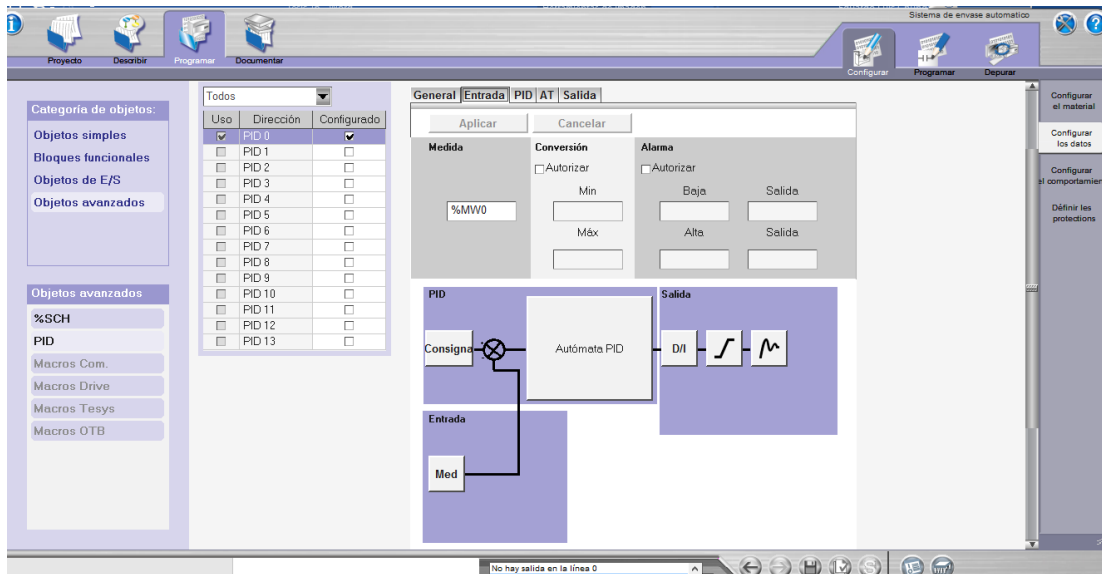 Sistema de envase automatico
Proyecto
Describir
Programar
Documentar
Configurar
Programar
Depurar
Categoría de objetos:
Objetos simples
Bloques funcionales
Objetos de E/S
Objetos avanzados
Objetos avanzados
%SCH
PID
Macros Com.
Macros Drive
Macros Tesys
Macros OTB
Todos
Uso Dirección Configurado
PID 0
PID 1
PID 2
PID 3
PID 4
PID 5
PID 6
PID 7
PID 8
PID 9
PID 10
PID 11
PID 12
PID 13
General Entrada PID AT Salida
Aplicar Cancelar
Medida Conversión Alarma
Autorizar Autorizar
Min Baja Salida
%MW0
Máx Alta Salida
PID Salida
Consigna Autómata PID D/I
Entrada
Med
Configurar
el material
Configurar
los datos
Configurar
el comportamier
Définir les
protections
No hay salida en la línea 0